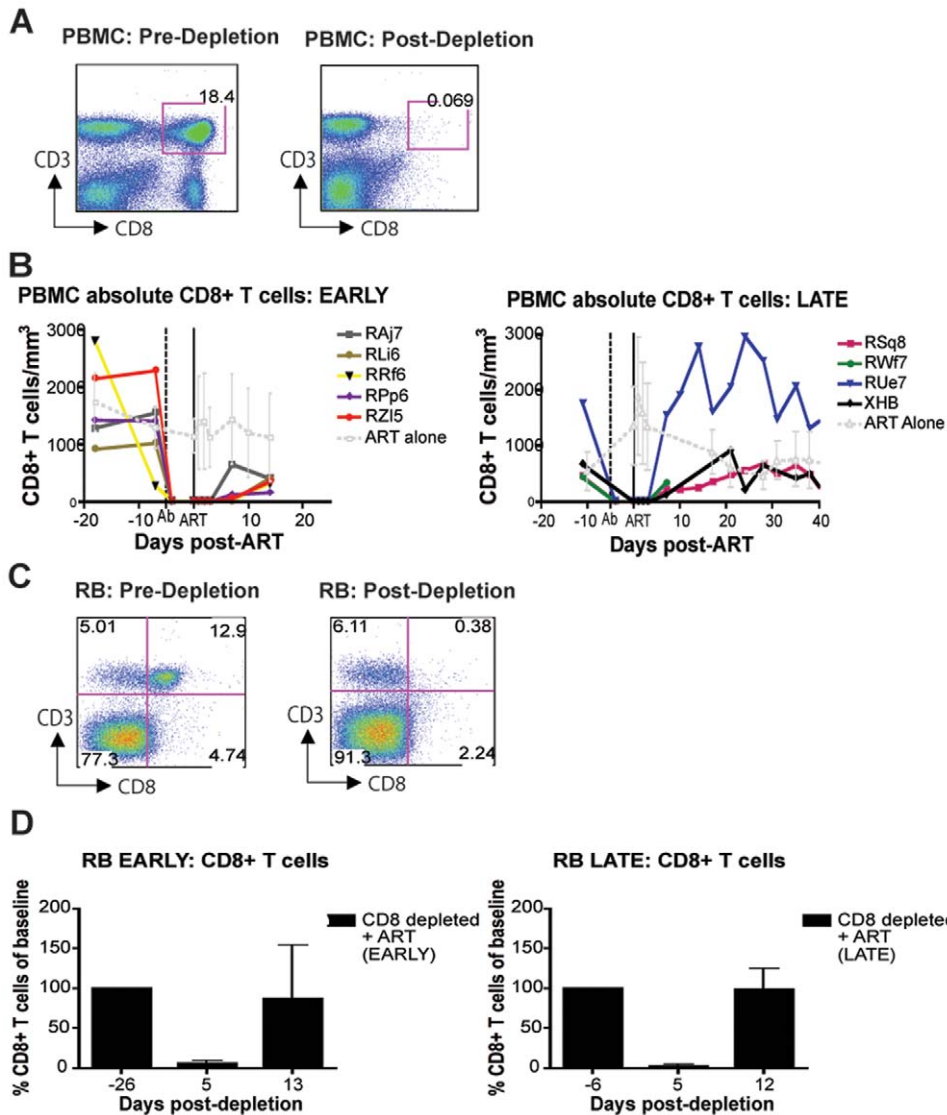 A
PBMC: Pre-Depletion
PBMC: Post-Depletion
18.4
0.069
CD3
CD8
CD3
CD8
B
PBMC absolute CD8+ T cells: EARLY
CD8+ T cells/mm³
3000
2000
1000
0
-20
-10
Ab
ART
0
10
20
Days post-ART
RAj7
RLi6
RRf6
RPp6
RZI5
ART alone
PBMC absolute CD8+ T cells: LATE
CD8+ T cells/mm³
3000
2000
1000
0
-20
-10
Ab
ART
10
20
30
40
Days post-ART
RSq8
RWf7
RUe7
XHB
ART Alone
C
RB: Pre-Depletion
RB: Post-Depletion
5.01
12.9
77.3
4.74
CD3
CD8
6.11
0.38
91.3
2.24
CD3
CD8
D
RB EARLY: CD8+ T cells
% CD8+ T cells of baseline
200
150
100
50
0
-26
5
13
Days post-depletion
CD8 depleted
+ ART
(EARLY)
RB LATE: CD8+ T cells
% CD8+ T cells of baseline
200
150
100
50
0
-6
5
12
Days post-depletion
CD8 depleted
+ ART
(LATE)